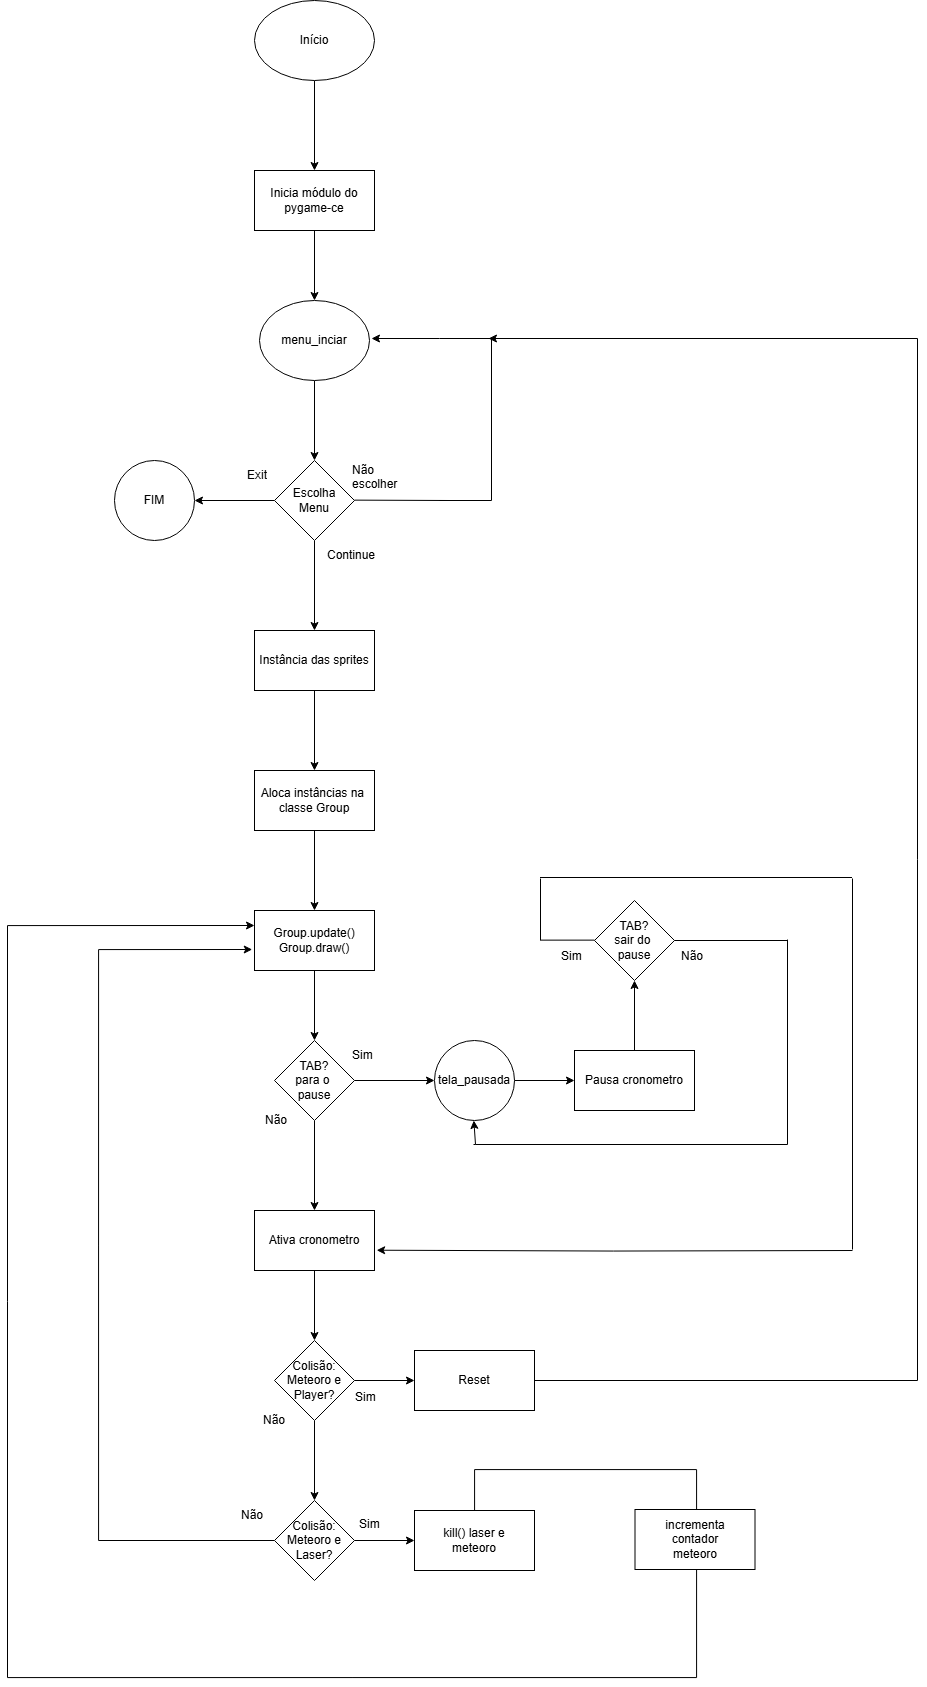 Início
Inicia módulo do
pygame-ce
menu_inciar
Exit
Não
escolher
FIM
Escolha
Menu
Continue
Instância das sprites
Aloca instâncias na
classe Group
Group.update()
Group.draw()
TAB?
sair do
pause
Sim
Não
TAB?
para o
pause
Sim
Não
tela_pausada
Pausa cronometro
Ativa cronometro
Colisão:
Meteoro e
Player?
Sim
Não
Reset
Não
Colisão:
Meteoro e
Laser?
Sim
kill() laser e
meteoro
incrementa
contador
meteoro